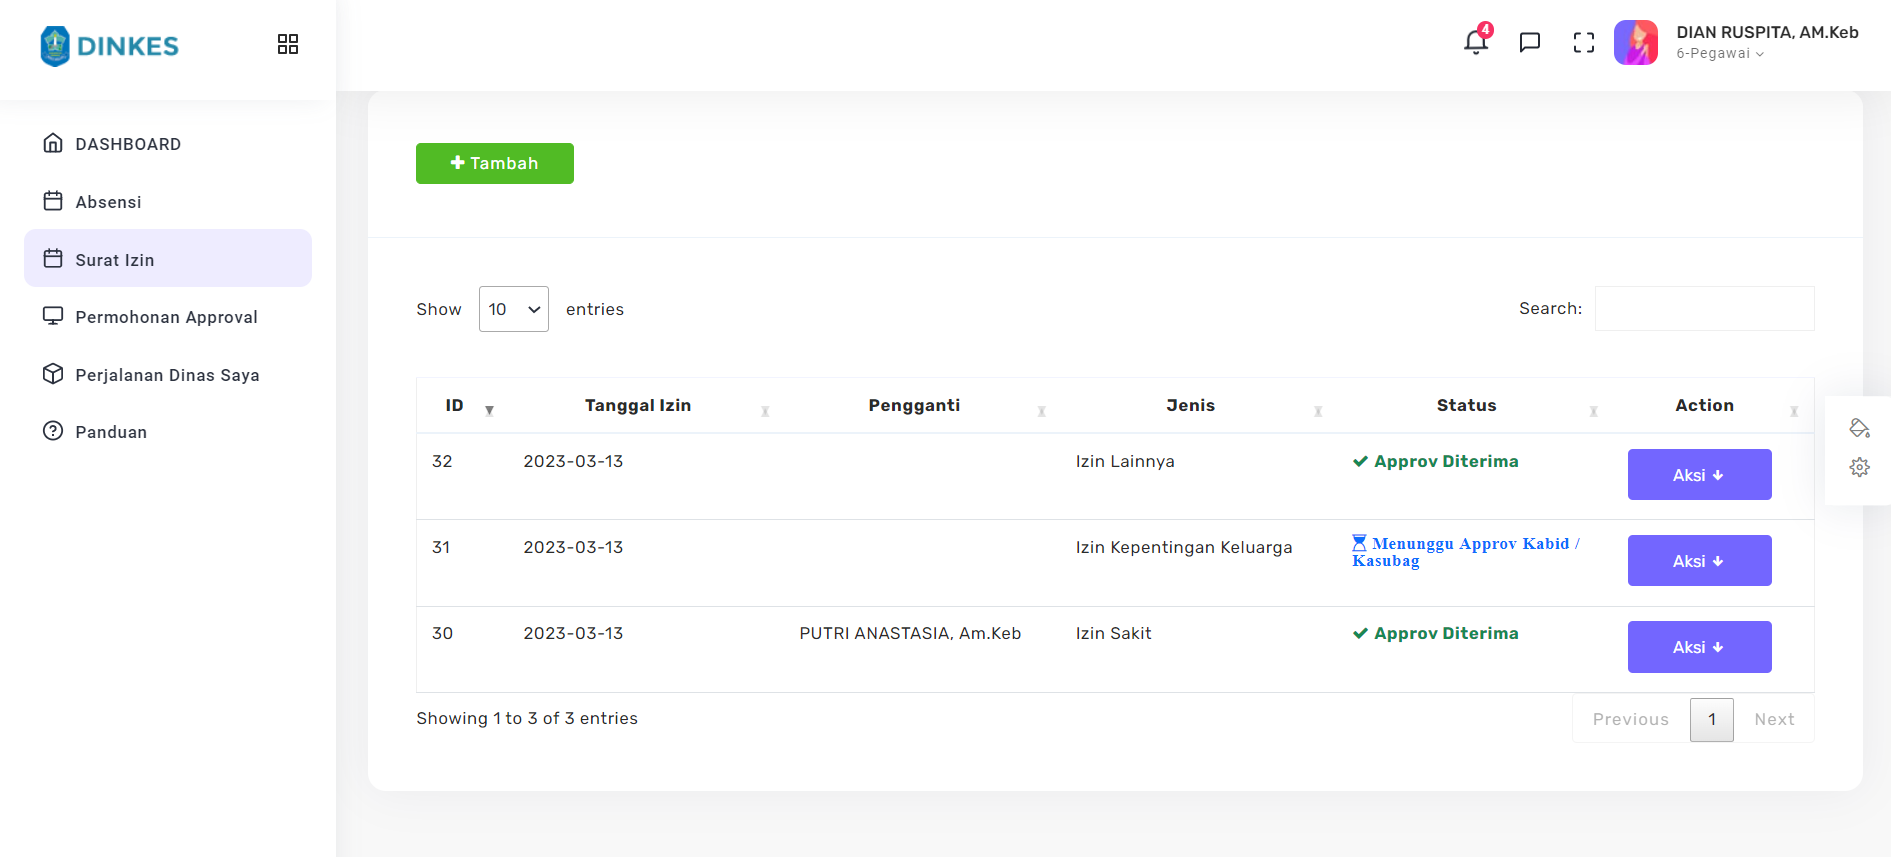 DINKES
4
DIAN RUSPITA, AM.Keb
6-Pegawai
DASHBOARD
Absensi
Surat Izin
Permohonan Approval
Perjalanan Dinas Saya
Panduan
Tambah
Show 10 entries
Search:
ID Tanggal Izin Pengganti Jenis Status Action
32 2023-03-13 Izin Lainnya Approv Diterima Aksi
31 2023-03-13 Izin Kepentingan Keluarga Menunggu Approv Kabid /
Kasubag
Aksi
30 2023-03-13 PUTRI ANASTASIA, Am.Keb Izin Sakit Approv Diterima Aksi
Showing 1 to 3 of 3 entries
Previous 1 Next